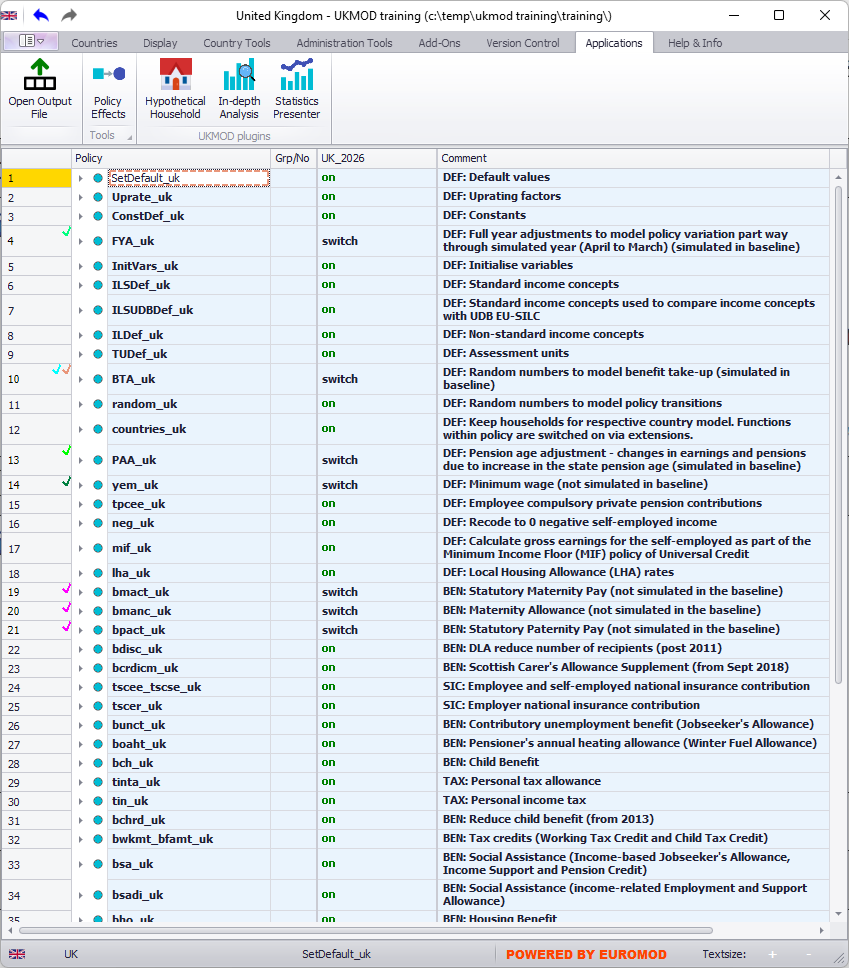 United Kingdom - UKMOD training (c:\temp\ukmod training\training\)
Countries Display Country Tools Administration Tools Add-Ons Version Control Applications Help & Info
Open Output File
Policy Effects
Hypothetical Household
In-depth Analysis
Statistics Presenter
Tools
UKMOD plugins
Policy Grp/No UK_2026 Comment
1 SetDefault_uk on DEF: Default values
2 Uprate_uk on DEF: Uprating factors
3 ConstDef_uk on DEF: Constants
4 FYA_uk switch DEF: Full year adjustments to model policy variation part way
through simulated year (April to March) (simulated in baseline)
5 InitVars_uk on DEF: Initialise variables
6 ILSDef_uk on DEF: Standard income concepts
7 ILSUDBDef_uk on DEF: Standard income concepts used to compare income concepts
with UDB EU-SILC
8 ILDef_uk on DEF: Non-standard income concepts
9 TUDef_uk on DEF: Assessment units
10 BTA_uk switch DEF: Random numbers to model benefit take-up (simulated in
baseline)
11 random_uk on DEF: Random numbers to model policy transitions
12 countries_uk on DEF: Keep households for respective country model. Functions
within policy are switched on via extensions.
13 PAA_uk switch DEF: Pension age adjustment - changes in earnings and pensions
due to increase in the state pension age (simulated in baseline)
14 yem_uk switch DEF: Minimum wage (not simulated in baseline)
15 tpcee_uk on DEF: Employee compulsory private pension contributions
16 neg_uk on DEF: Recode to 0 negative self-employed income
17 mif_uk on DEF: Calculate gross earnings for the self-employed as part of the
Minimum Income Floor (MIF) policy of Universal Credit
18 lha_uk on DEF: Local Housing Allowance (LHA) rates
19 bmact_uk switch BEN: Statutory Maternity Pay (not simulated in the baseline)
20 bmanc_uk switch BEN: Maternity Allowance (not simulated in the baseline)
21 bpact_uk switch BEN: Statutory Paternity Pay (not simulated in the baseline)
22 bdisc_uk on BEN: DLA reduce number of recipients (post 2011)
23 bcrdicm_uk on BEN: Scottish Carer's Allowance Supplement (from Sept 2018)
24 tscee_tscse_uk on SIC: Employee and self-employed national insurance contribution
25 tscer_uk on SIC: Employer national insurance contribution
26 bunct_uk on BEN: Contributory unemployment benefit (Jobseeker's Allowance)
27 boaht_uk on BEN: Pensioner's annual heating allowance (Winter Fuel Allowance)
28 bch_uk on BEN: Child Benefit
29 tinta_uk on TAX: Personal tax allowance
30 tin_uk on TAX: Personal income tax
31 bchrd_uk on BEN: Reduce child benefit (from 2013)
32 bwkmt_bfamt_uk on BEN: Tax credits (Working Tax Credit and Child Tax Credit)
33 bsa_uk on BEN: Social Assistance (Income-based Jobseeker's Allowance,
Income Support and Pension Credit)
34 bsadi_uk on BEN: Social Assistance (income-related Employment and Support
Allowance)
35 bho_uk on BEN: Housing Benefit
UK SetDefault_uk POWERED BY EUROMOD Textsize: + -